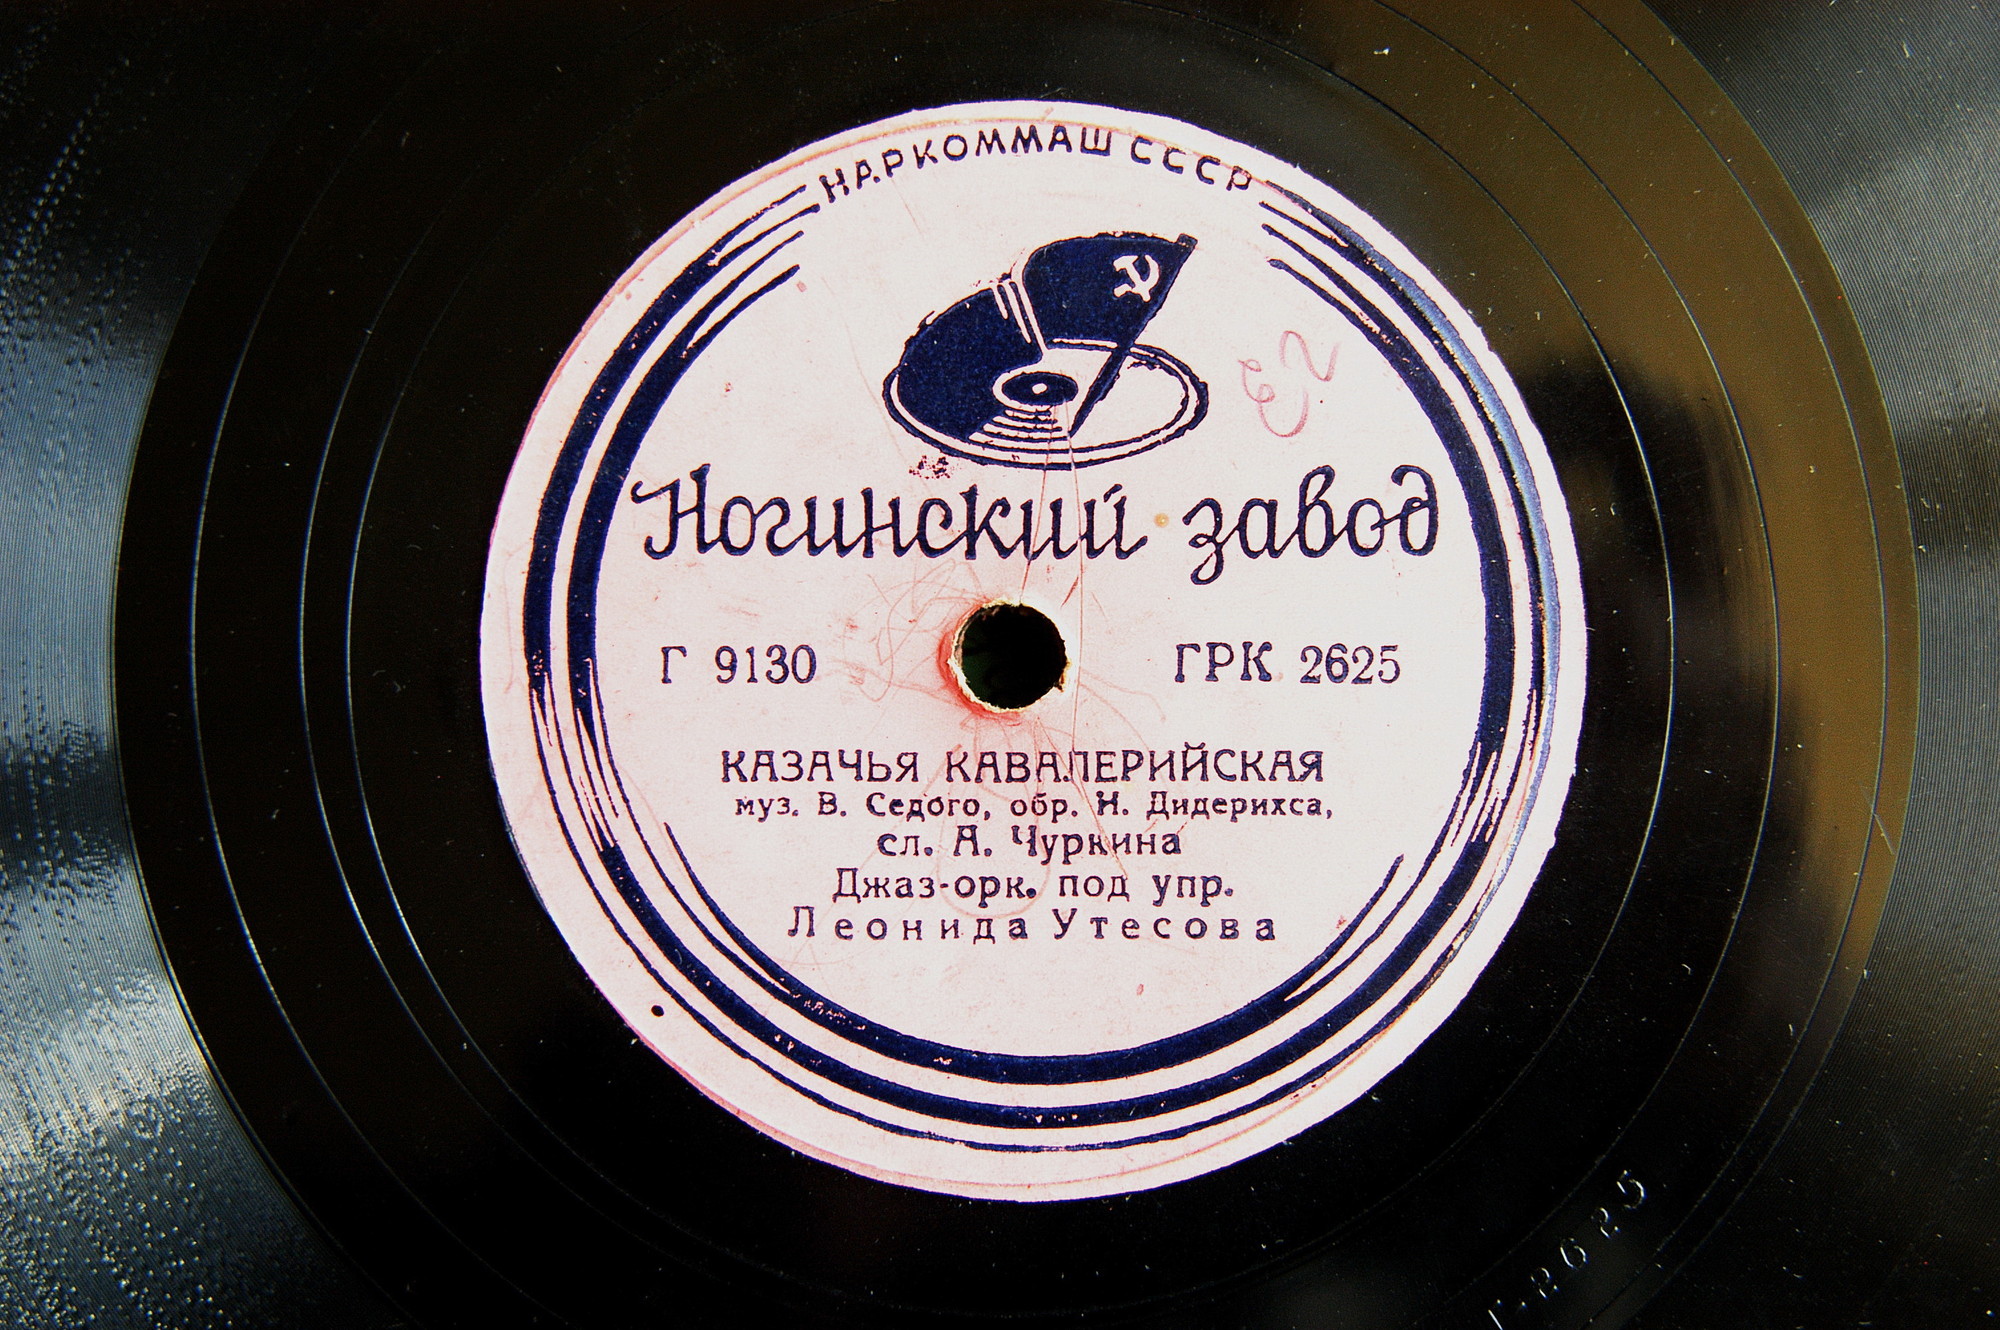 НАРКОММАШ СССР
Ногинский завод
Г 9130 ГРК 2625
КАЗАЧЬЯ КАВАЛЕРИЙСКАЯ
муз. В. Седого, обр. Н. Дидерихса,
сл. А. Чуркина
Джаз-орк. под упр.
Леонида Утесова
Г-2625